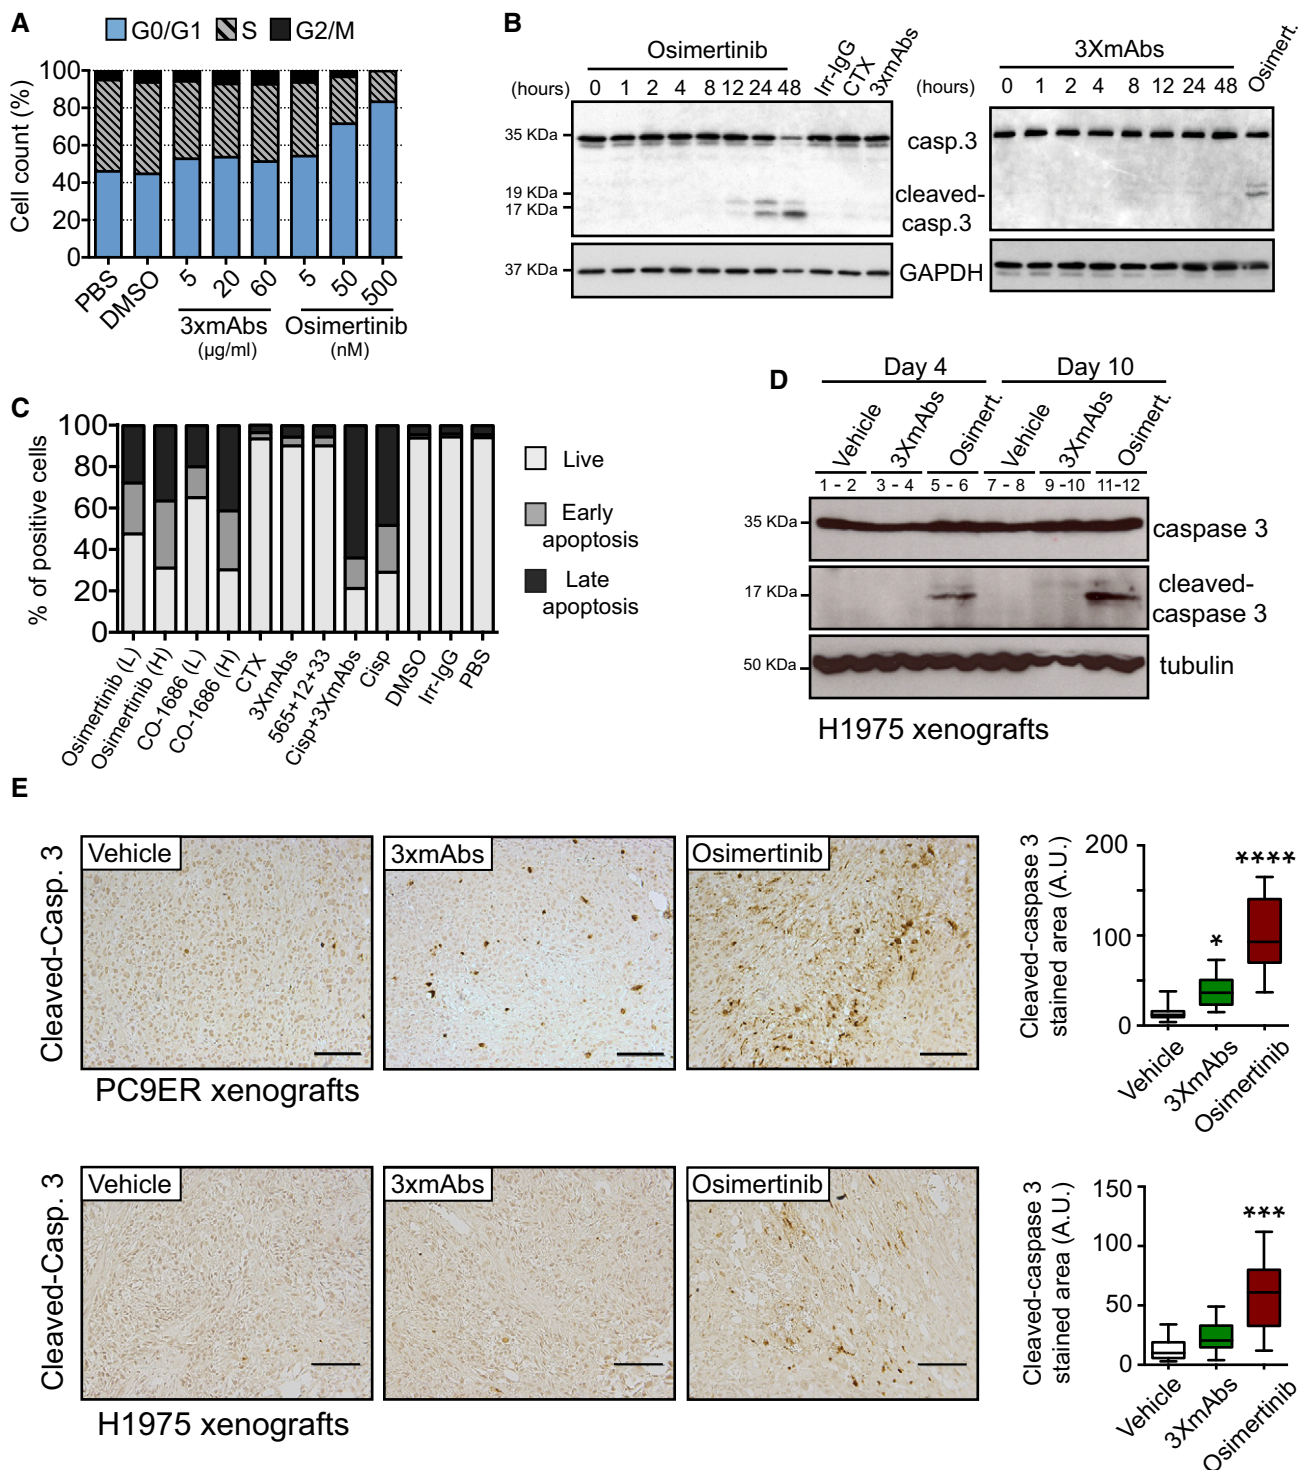 A
G0/G1 S G2/M
Cell count (%)
100
80
60
40
20
0
PBS DMSO 5 20 60 5 50 500
3xmAbs Osimertinib
(µg/ml) (nM)
B
Osimertinib Irr-IgG CTX 3xmAbs
(hours) 0 1 2 4 8 12 24 48
35 KDa
19 KDa
17 KDa
37 KDa
casp.3
cleaved-
casp.3
GAPDH
3XmAbs Osimert.
(hours) 0 1 2 4 8 12 24 48
C
% of positive cells
100
80
60
40
20
0
Osimertinib (L) Osimertinib (H) CO-1686 (L) CO-1686 (H) CTX 3XmAbs 565+12+33 Cisp+3XmAbs Cisp DMSO Irr-IgG PBS
Live
Early
apoptosis
Late
apoptosis
D
Day 4 Day 10
Vehicle 3XmAbs Osimert. Vehicle 3XmAbs Osimert.
1 - 2 3 - 4 5 - 6 7 - 8 9 -10 11-12
35 KDa caspase 3
17 KDa cleaved-
caspase 3
50 KDa tubulin
H1975 xenografts
E
Cleaved-Casp. 3
Vehicle 3xmAbs Osimertinib
PC9ER xenografts
Cleaved-caspase 3
stained area (A.U.)
200
100
0
* ****
Vehicle 3XmAbs Osimertinib
Cleaved-Casp. 3
Vehicle 3xmAbs Osimertinib
H1975 xenografts
Cleaved-caspase 3
stained area (A.U.)
150
100
50
0
***
Vehicle 3XmAbs Osimertinib